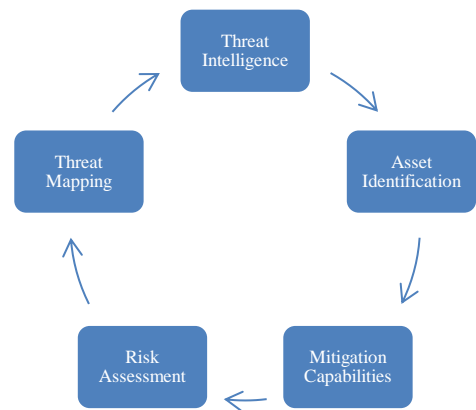 Threat
Intelligence
Asset
Identification
Mitigation
Capabilities
Risk
Assessment
Threat
Mapping